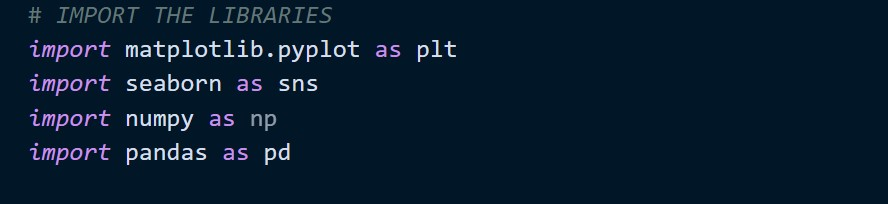 # IMPORT THE LIBRARIES
import matplotlib.pyplot as plt
import seaborn as sns
import numpy as np
import pandas as pd